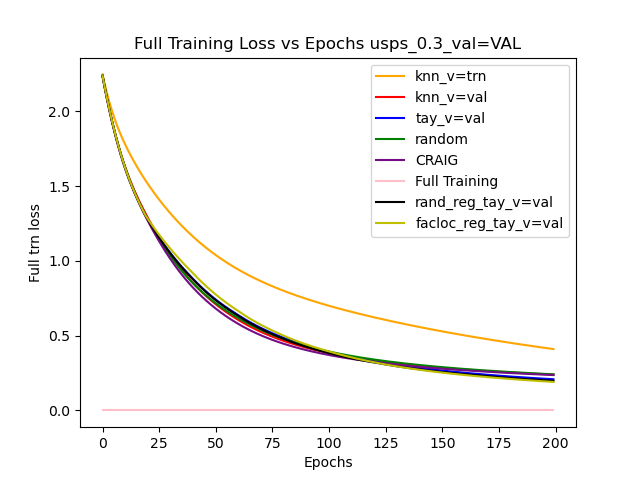 Full Training Loss vs Epochs usps_0.3_val=VAL
knn_v=trn
knn_v=val
tay_v=val
random
CRAIG
Full Training
rand_reg_tay_v=val
facloc_reg_tay_v=val
Full trn loss
2.0
1.5
1.0
0.5
0.0
0 25 50 75 100 125 150 175 200
Epochs